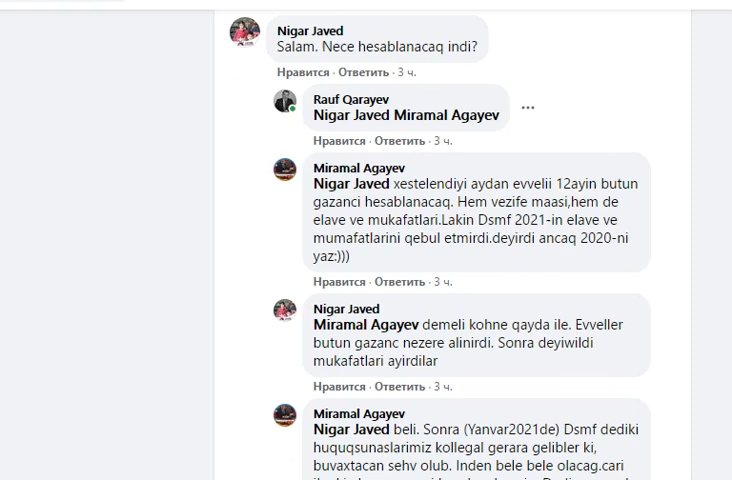 Nigar Javed
Salam. Nece hesablanacaq indi?
Нравится · Ответить · 3 ч.
Rauf Qarayev
Nigar Javed Miramal Agayev
Нравится · Ответить · 3 ч.
Miramal Agayev
Nigar Javed xestelendiyi aydan evvelii 12ayin butun
gazanci hesablanacaq. Hem vezife maasi,hem de
elave ve mukafatlari.Lakin Dsmf 2021-in elave ve
mumafatlarini qebul etmirdi.deyirdi ancaq 2020-ni
yaz:)))
Нравится · Ответить · 3 ч.
Nigar Javed
Miramal Agayev demeli kohne qayda ile. Evveller
butun gazanc nezere alinirdi. Sonra deyiwildi
mukafatlari ayirdilar
Нравится · Ответить · 3 ч.
Miramal Agayev
Nigar Javed beli. Sonra (Yanvar2021de) Dsmf dediki
huquqsunaslarimiz kollegal gerara gelibler ki,
buvaxtacan sehv olub. Inden bele bele olacag.cari